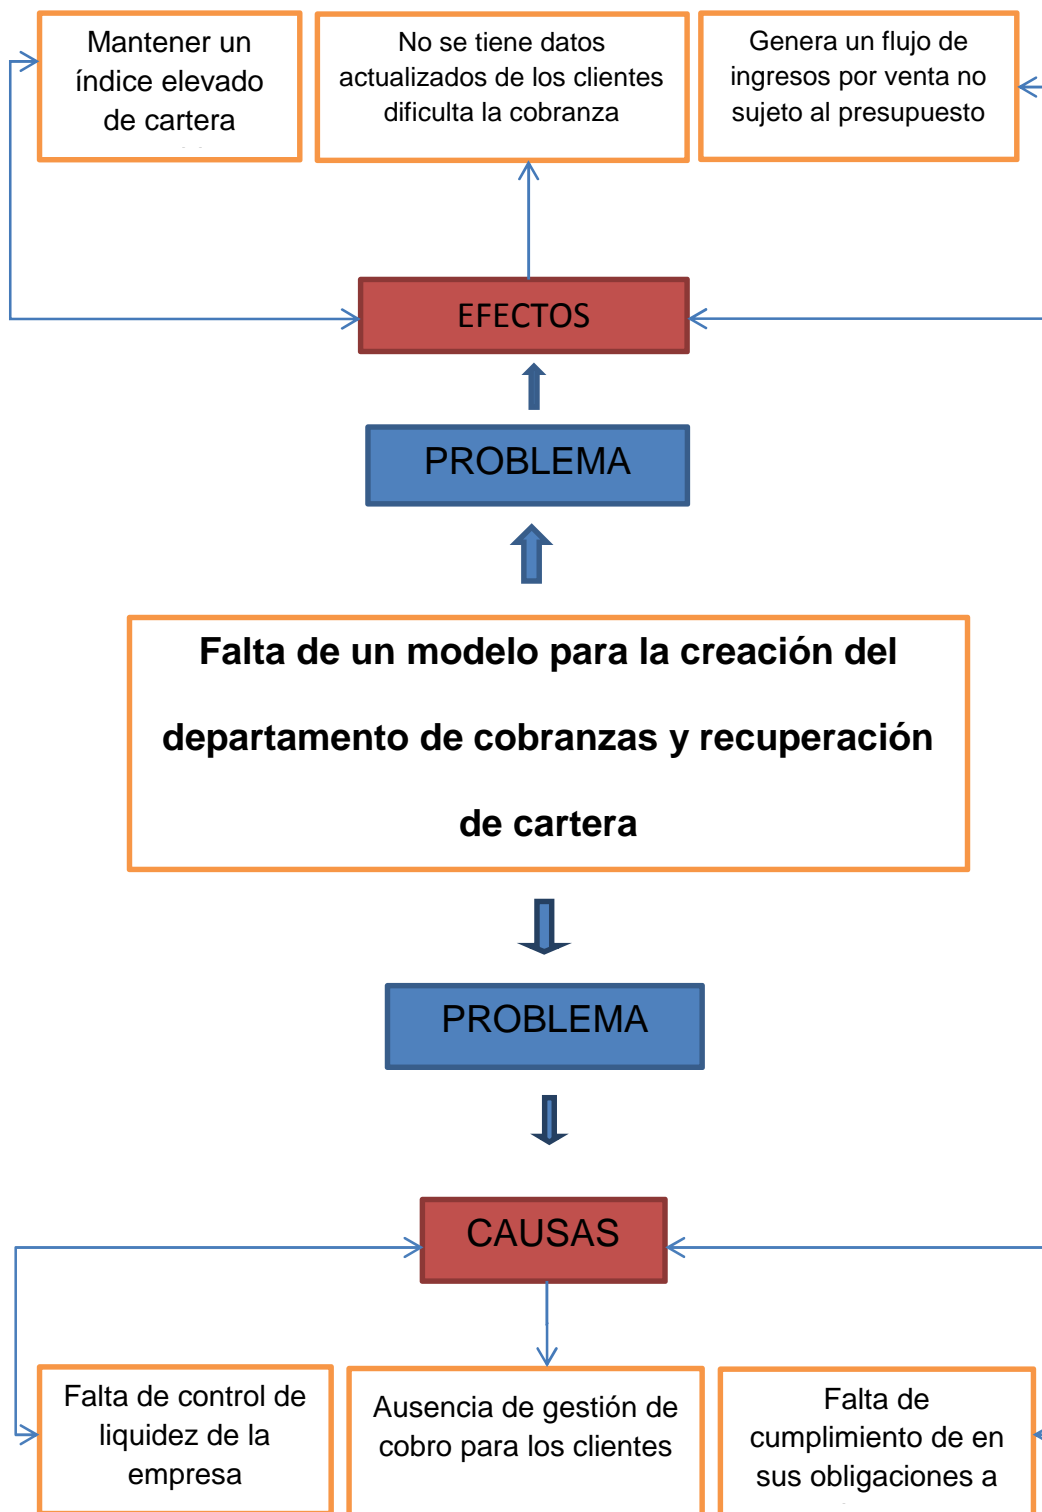 Mantener un
índice elevado
de cartera
No se tiene datos
actualizados de los clientes
dificulta la cobranza
Genera un flujo de
ingresos por venta no
sujeto al presupuesto
EFECTOS
PROBLEMA
Falta de un modelo para la creación del
departamento de cobranzas y recuperación
de cartera
PROBLEMA
CAUSAS
Falta de control de
liquidez de la
empresa
Ausencia de gestión de
cobro para los clientes
Falta de
cumplimiento de en
sus obligaciones a